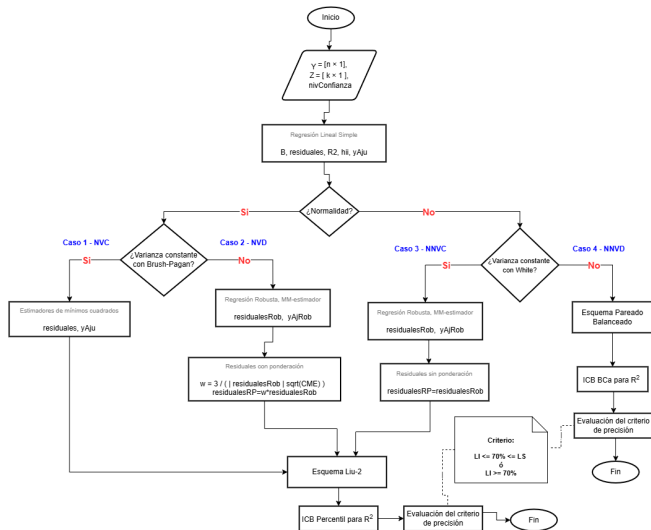 Inicio
Y = [n × 1],
Z = [ k × 1 ],
nivConfianza
Regresión Lineal Simple
B, residuales, R2, hii, yAju
¿Normalidad?
Si
No
Caso 1 - NVC
Caso 2 - NVD
Caso 3 - NNVC
Caso 4 - NNVD
¿Varianza constante
con Brush-Pagan?
Si
No
¿Varianza constante
con White?
Si
No
Estimadores de mínimos cuadrados
residuales, yAju
Regresión Robusta, MM-estimador
residualesRob, yAjRob
Regresión Robusta, MM-estimador
residualesRob, yAjRob
Esquema Pareado
Balanceado
Residuales con ponderación
w = 3 / ( | residualesRob | sqrt(CME) )
residualesRP=w*residualesRob
Residuales sin ponderación
residualesRP=residualesRob
ICB BCa para R²
Criterio:
LI <= 70% <= LS
ó
LI >= 70%
Evaluación del criterio
de precisión
Fin
Esquema Liu-2
ICB Percentil para R²
Evaluación del criterio
de precisión
Fin